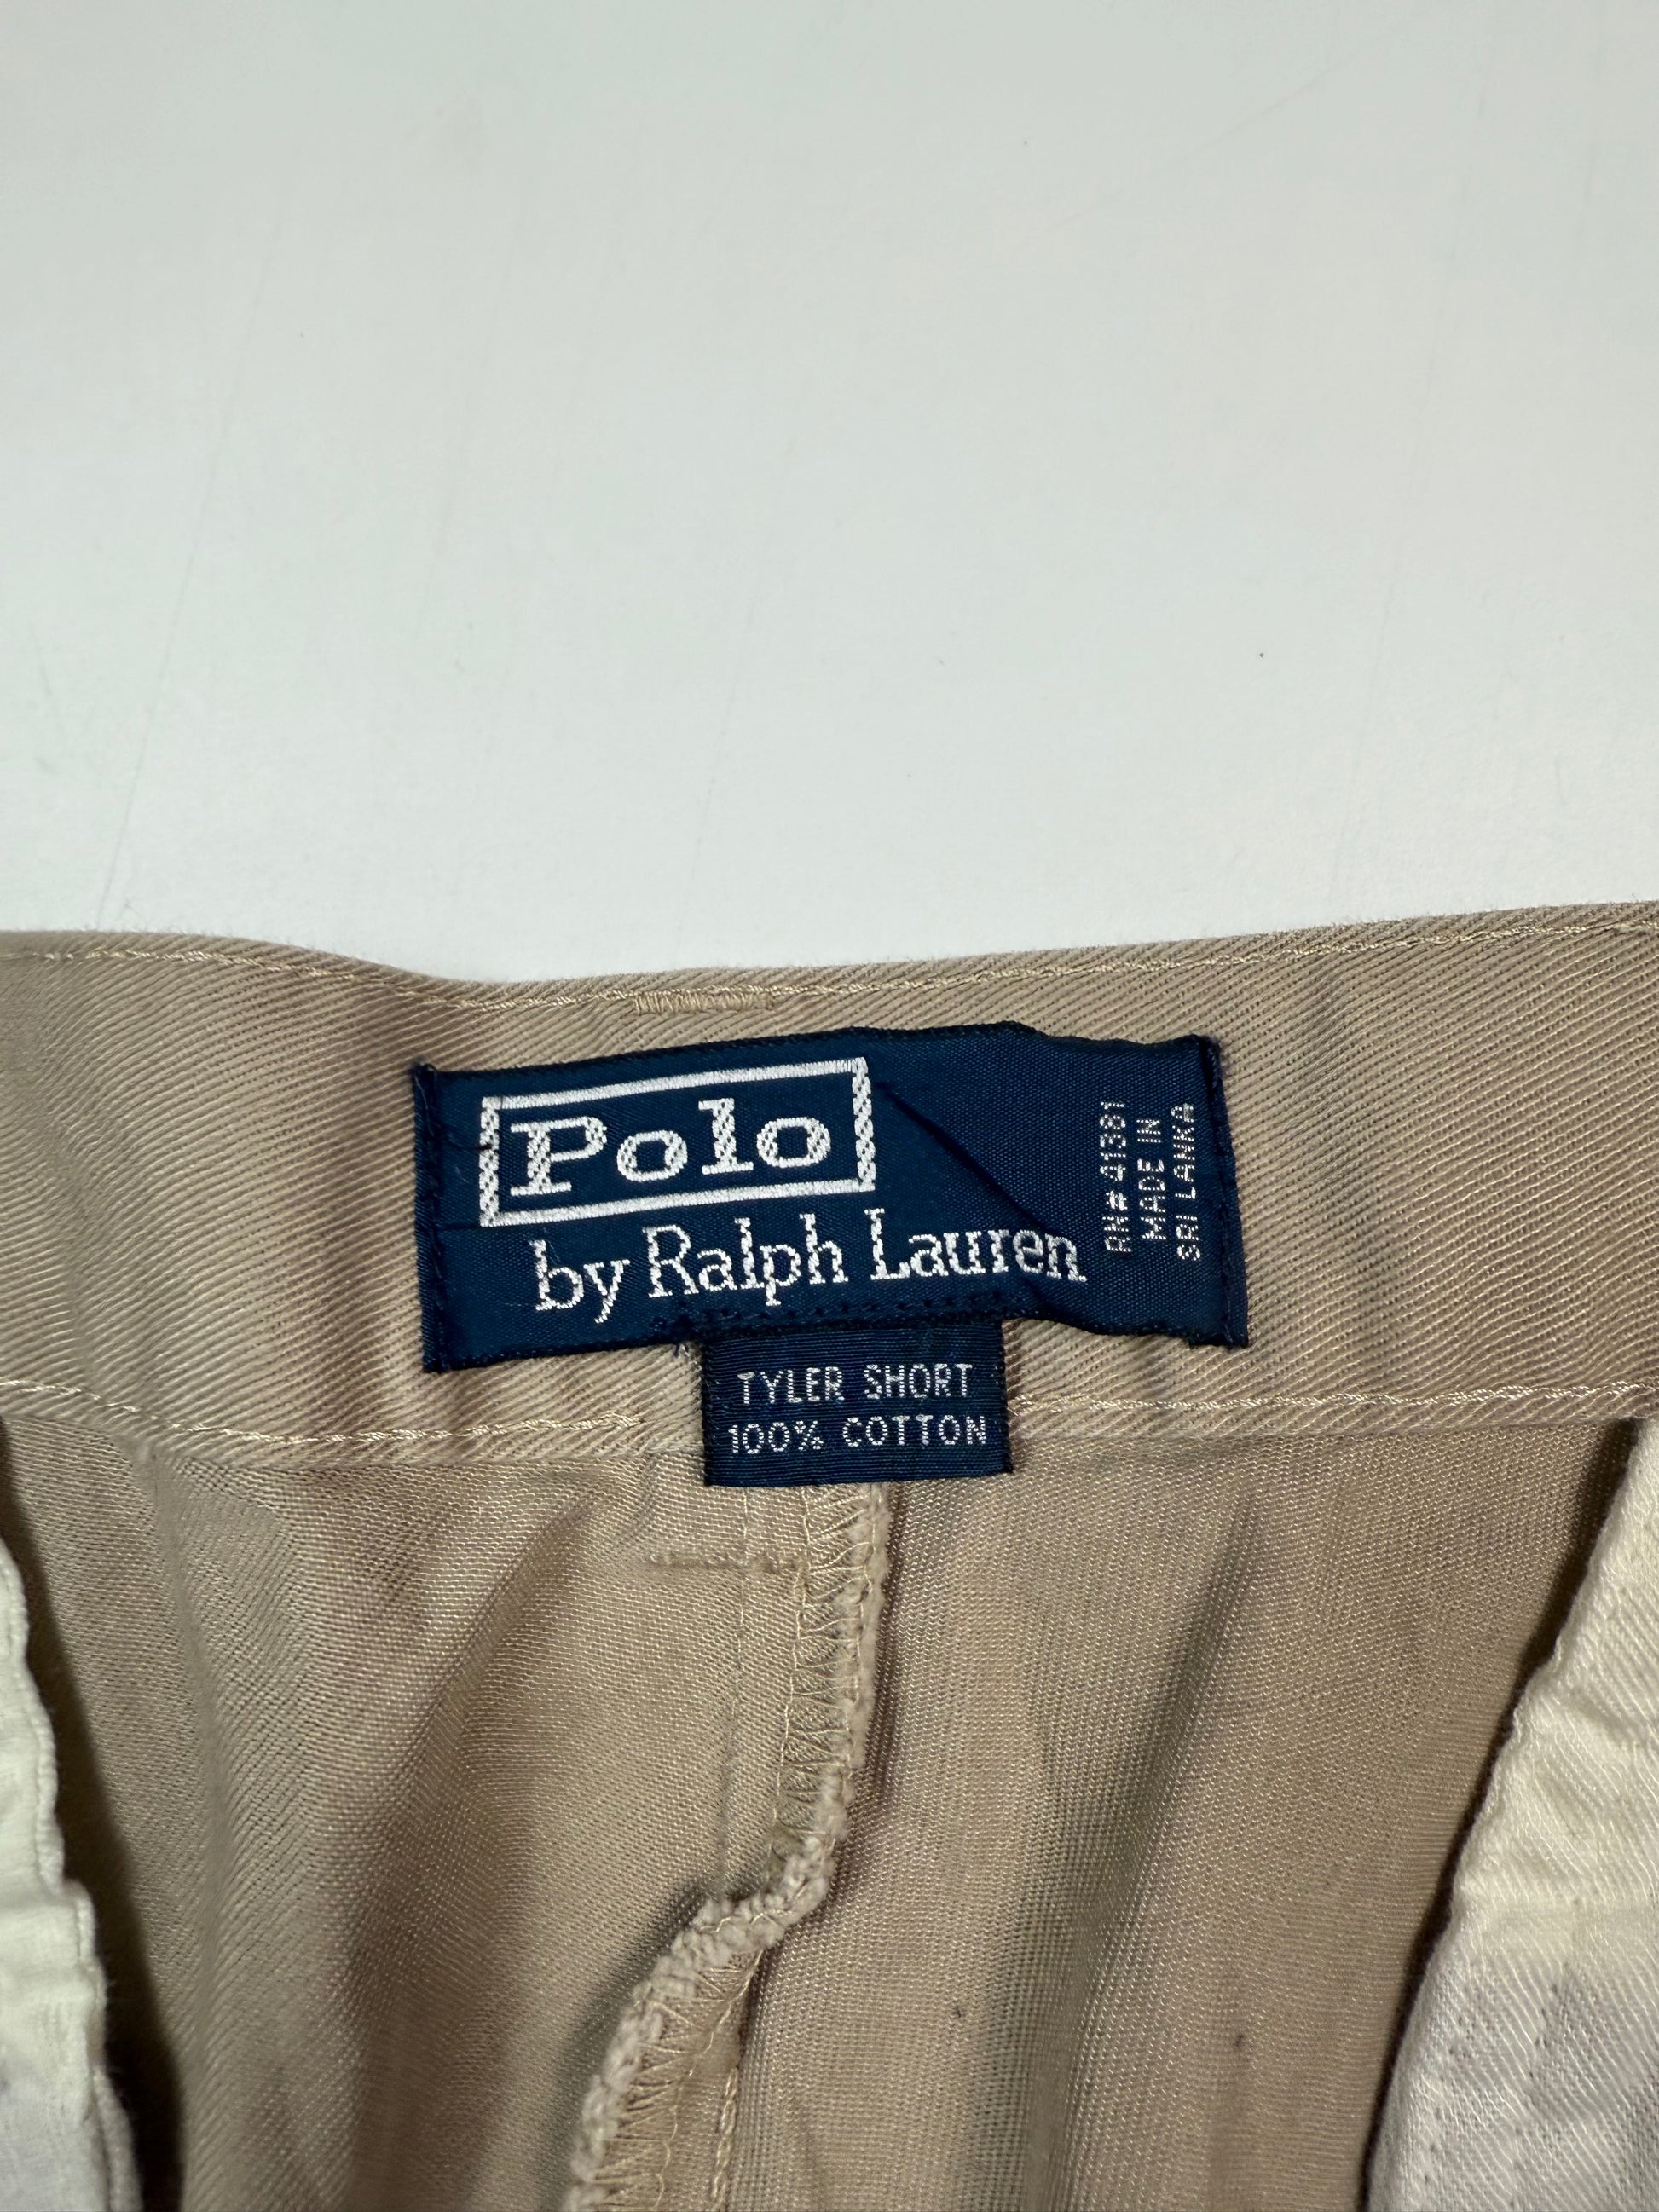 Polo
by Ralph Lauren
RN# 41381
MADE IN
SRI LANKA
TYLER SHORT
100% COTTON